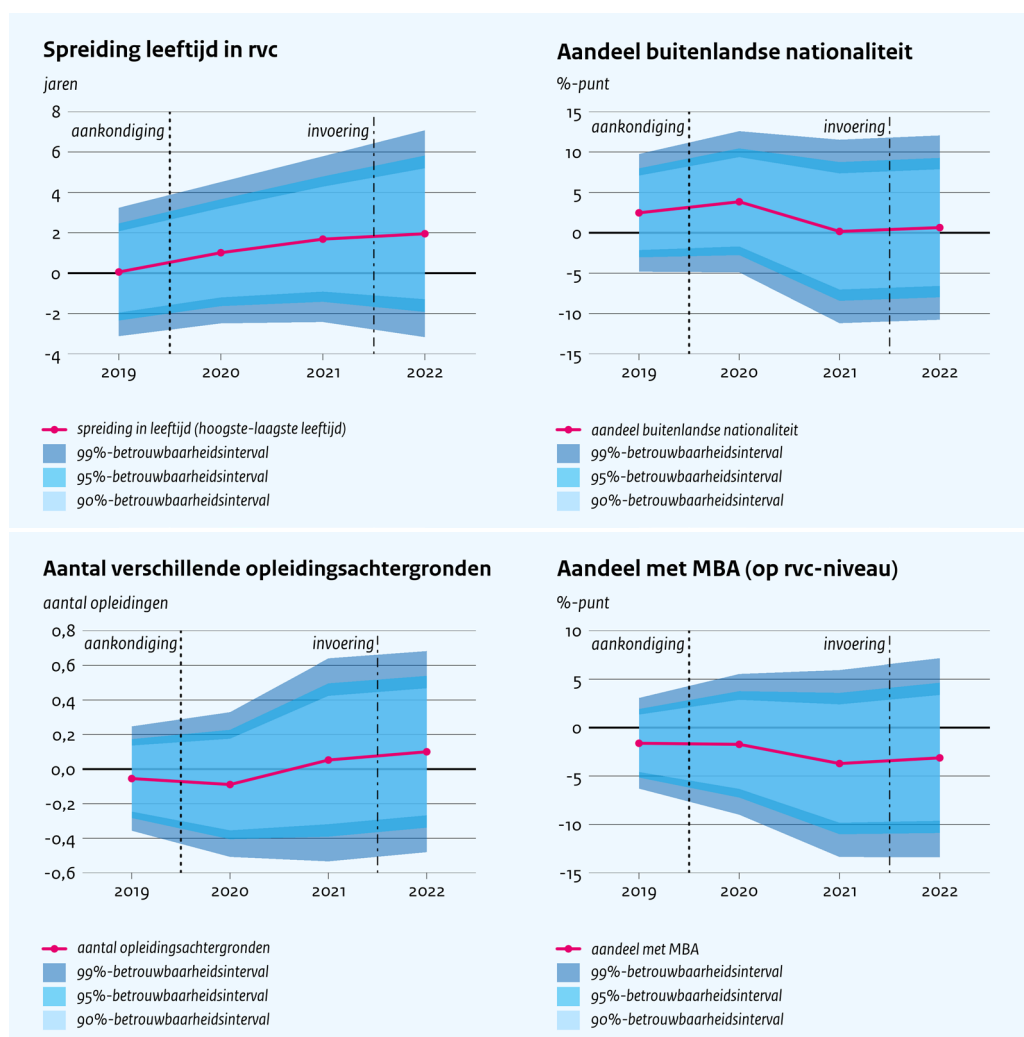 Spreiding leeftijd in rvc
jaren
8
6
4
2
0
-2
-4
aankondiging
invoering
2019
2020
2021
2022
spreiding in leeftijd (hoogste-laagste leeftijd)
99%-betrouwbaarheidsinterval
95%-betrouwbaarheidsinterval
90%-betrouwbaarheidsinterval
Aandeel buitenlandse nationaliteit
%-punt
15
10
5
0
-5
-10
-15
aankondiging
invoering
2019
2020
2021
2022
aandeel buitenlandse nationaliteit
99%-betrouwbaarheidsinterval
95%-betrouwbaarheidsinterval
90%-betrouwbaarheidsinterval
Aantal verschillende opleidingsachtergronden
aantal opleidingen
0,8
0,6
0,4
0,2
0,0
-0,2
-0,4
-0,6
aankondiging
invoering
2019
2020
2021
2022
aantal opleidingsachtergronden
99%-betrouwbaarheidsinterval
95%-betrouwbaarheidsinterval
90%-betrouwbaarheidsinterval
Aandeel met MBA (op rvc-niveau)
%-punt
10
5
0
-5
-10
-15
aankondiging
invoering
2019
2020
2021
2022
aandeel met MBA
99%-betrouwbaarheidsinterval
95%-betrouwbaarheidsinterval
90%-betrouwbaarheidsinterval